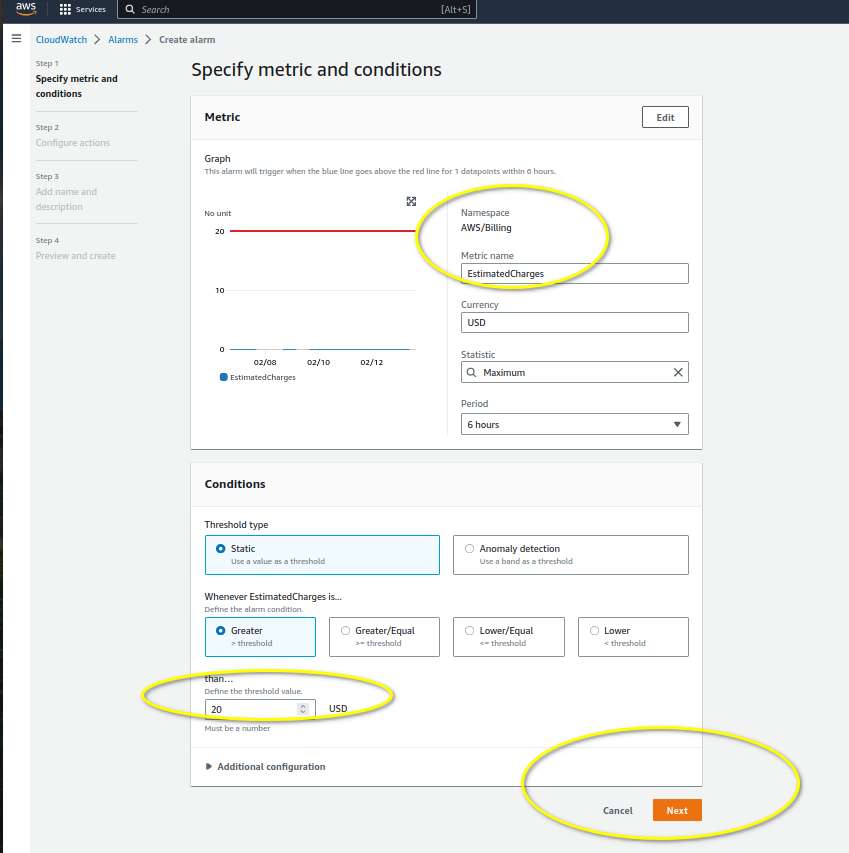 aws
Services
Search
[Alt+S]
CloudWatch > Alarms > Create alarm
Step 1
Specify metric and
conditions
Step 2
Configure actions
Step 3
Add name and
description
Step 4
Preview and create
Specify metric and conditions
Metric
Edit
Graph
This alarm will trigger when the blue line goes above the red line for 1 datapoints within 6 hours.
No unit
20
10
0
02/08
02/10
02/12
EstimatedCharges
Namespace
AWS/Billing
Metric name
EstimatedCharges
Currency
USD
Statistic
Maximum
Period
6 hours
Conditions
Threshold type
Static
Use a value as a threshold
Anomaly detection
Use a band as a threshold
Whenever EstimatedCharges is...
Define the alarm condition.
Greater
> threshold
Greater/Equal
>= threshold
Lower/Equal
<= threshold
Lower
< threshold
than...
Define the threshold value.
20
USD
Must be a number
Additional configuration
Cancel
Next